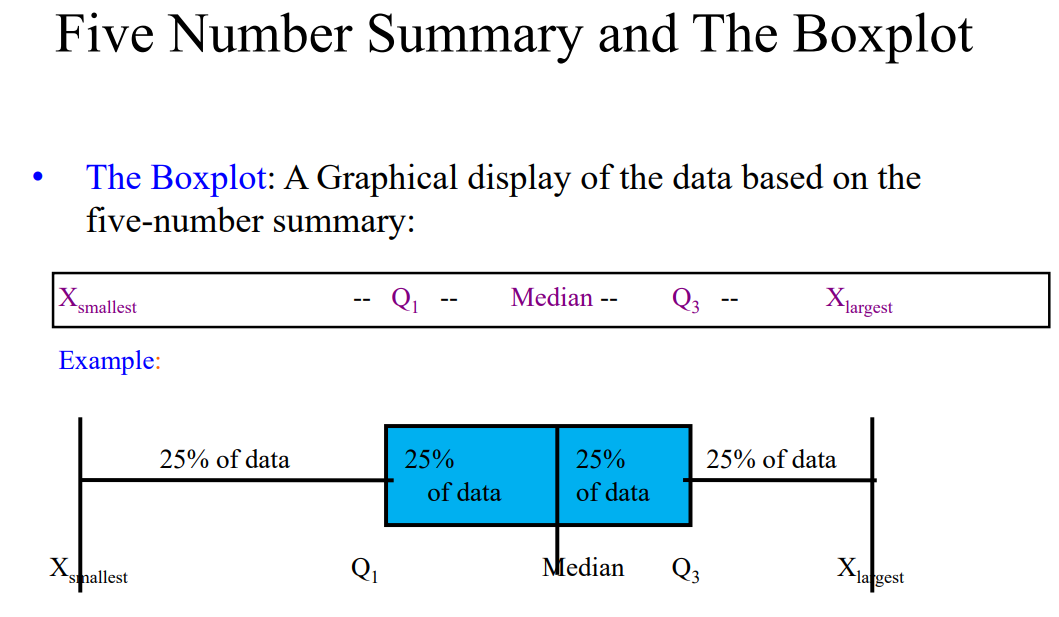 Five Number Summary and The Boxplot
• The Boxplot: A Graphical display of the data based on the
five-number summary:
Xsmallest -- Q1 -- Median -- Q3 -- Xlargest
Example:
25% of data 25% 25% 25% of data
of data of data
Xsmallest Q1 Median Q3 Xlargest